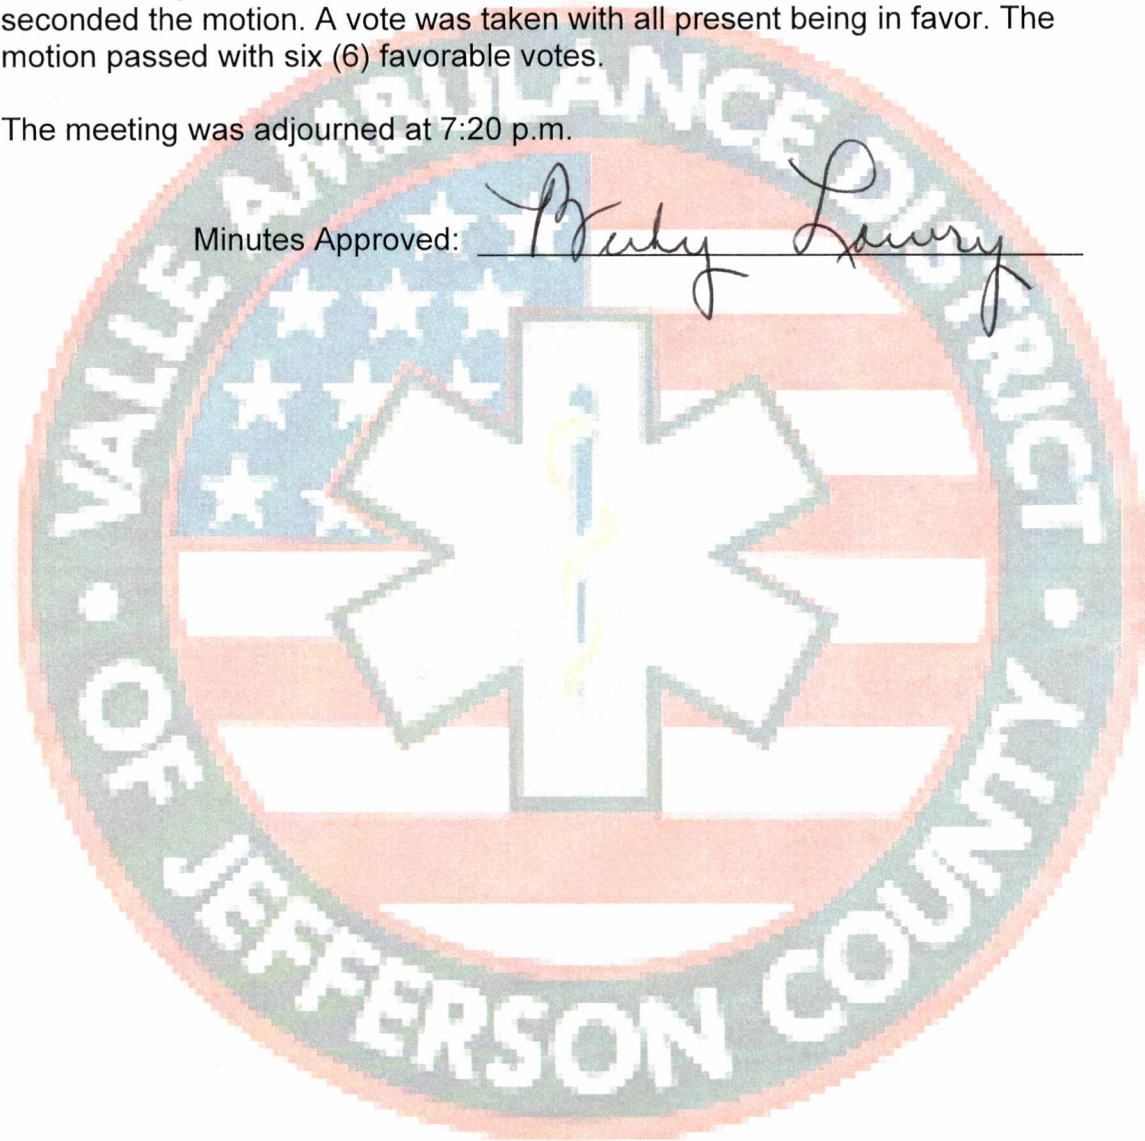 seconded the motion. A vote was taken with all present being in favor. The
motion passed with six (6) favorable votes.
The meeting was adjourned at 7:20 p.m.
Minutes Approved: Lowry
VALLE AMBULANCE DISTRICT
OF JEFFERSON COUNTY